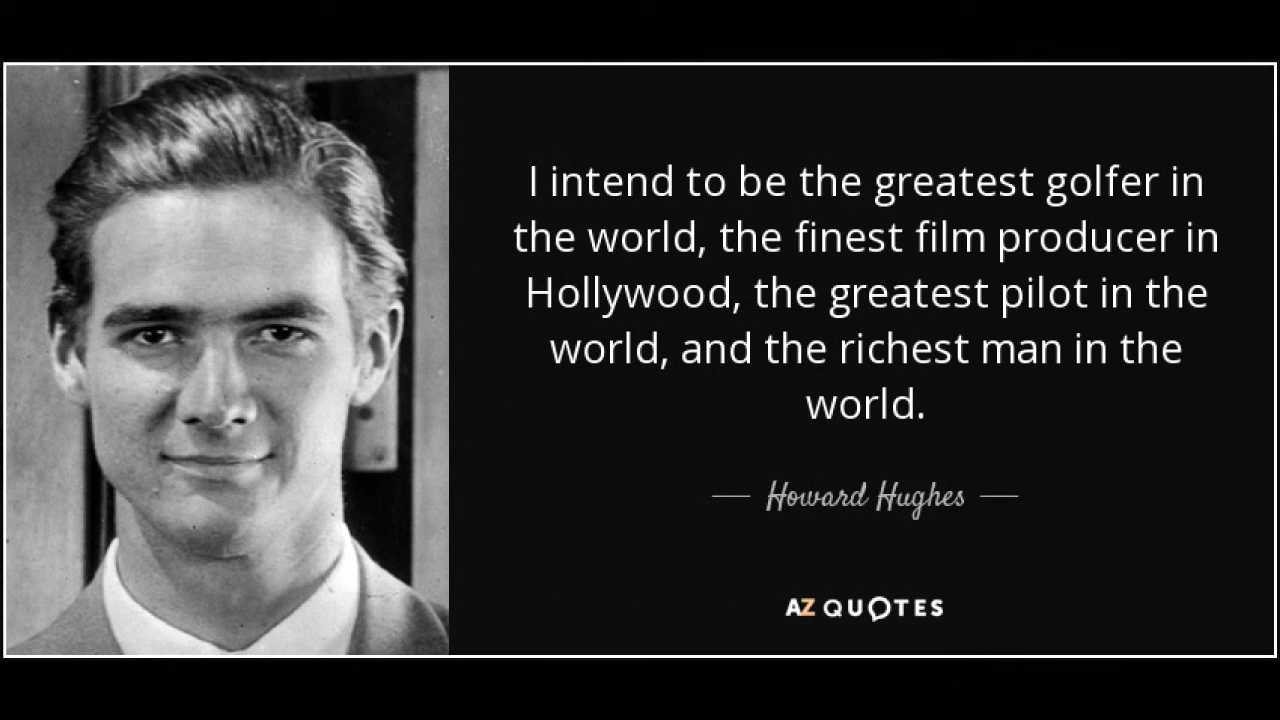 I intend to be the greatest golfer in
the world, the finest film producer in
Hollywood, the greatest pilot in the
world, and the richest man in the
world.
Howard Hughes
AZ QUOTES